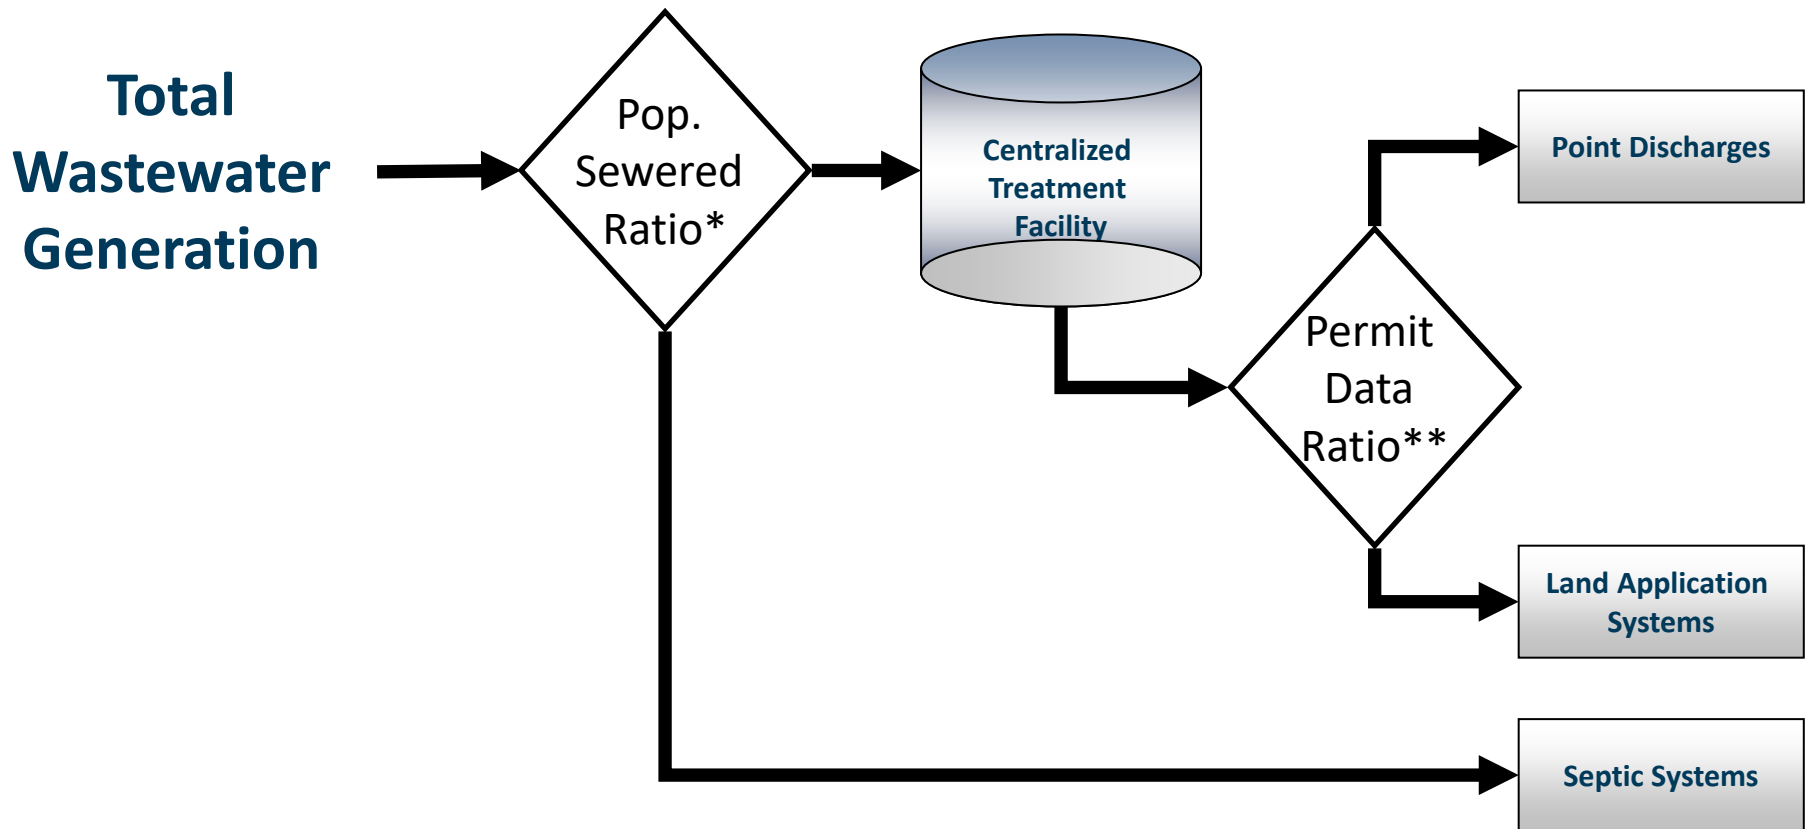 Total
Wastewater
Generation
Pop.
Sewered
Ratio*
Centralized
Treatment
Facility
Permit
Data
Ratio**
Point Discharges
Land Application
Systems
Septic Systems